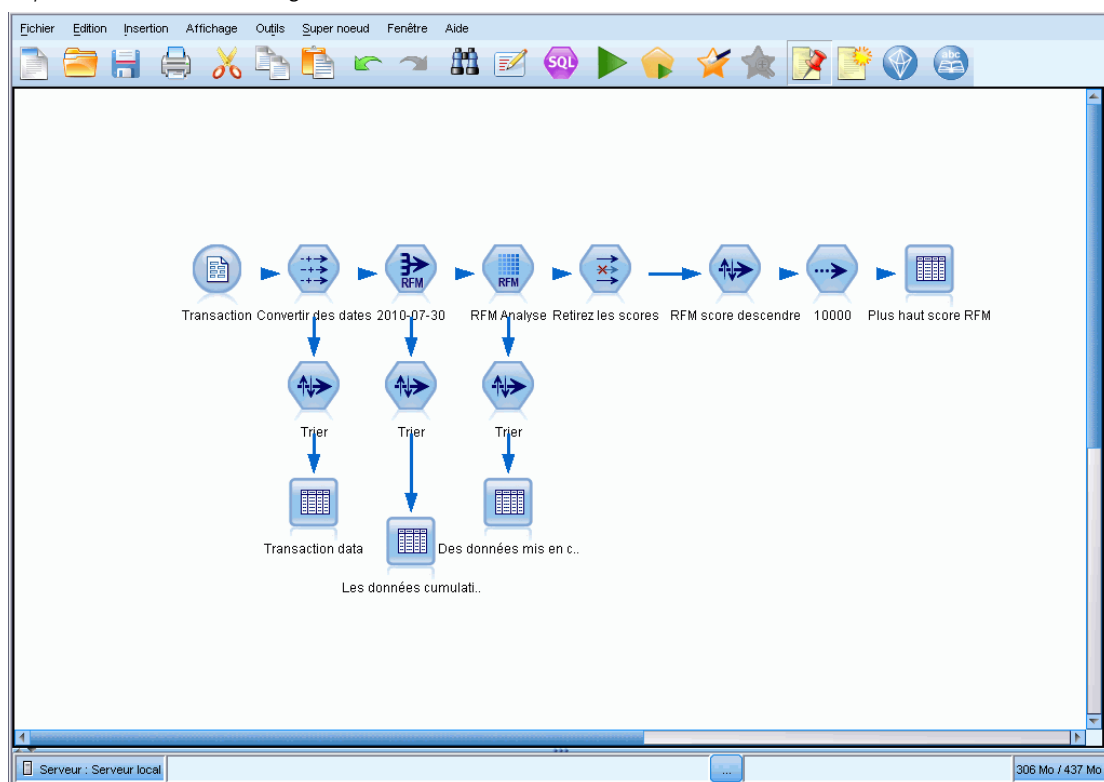 Fichier Edition Insertion Affichage Outils Super noeud Fenêtre Aide
SQL
abc
RFM RFM
Transaction Convertir des dates 2010-07-30 RFM Analyse Retirez les scores RFM score descendre 10000 Plus haut score RFM
Trier Trier Trier
Transaction data Des données mis en c..
Les données cumulati..
Serveur : Serveur local ... 306 Mo / 437 Mo